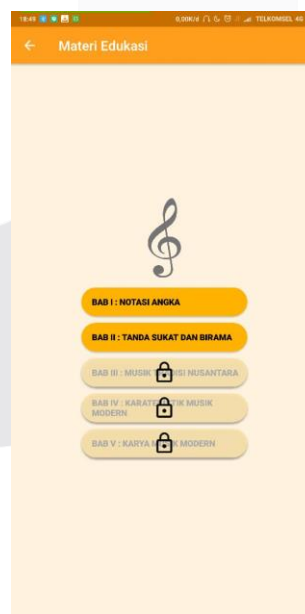 18:49 0,00K/d TELKOMSEL 4G
Materi Edukasi
BAB I : NOTASI ANGKA
BAB II : TANDA SUKAT DAN BIRAMA
BAB III : MUSIK NUSANTARA
BAB IV : MUSIK
MODERN
BAB V : KARYA MODERN